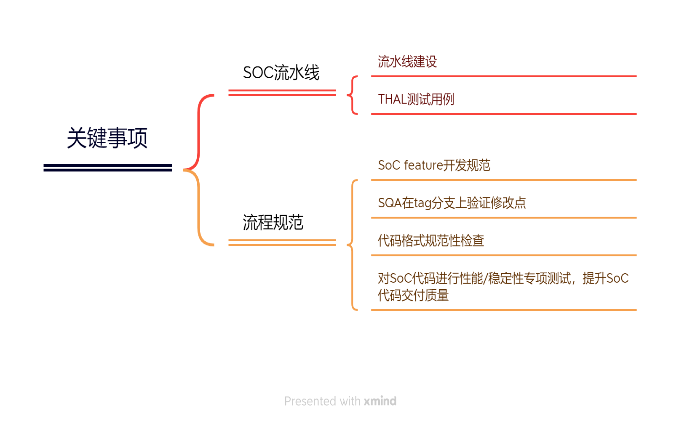 关键事项
SOC流水线
流水线建设
THAL测试用例
流程规范
SoC feature开发规范
SQA在tag分支上验证修改点
代码格式规范性检查
对SoC代码进行性能/稳定性专项测试，提升SoC
代码交付质量
Presented with xmind